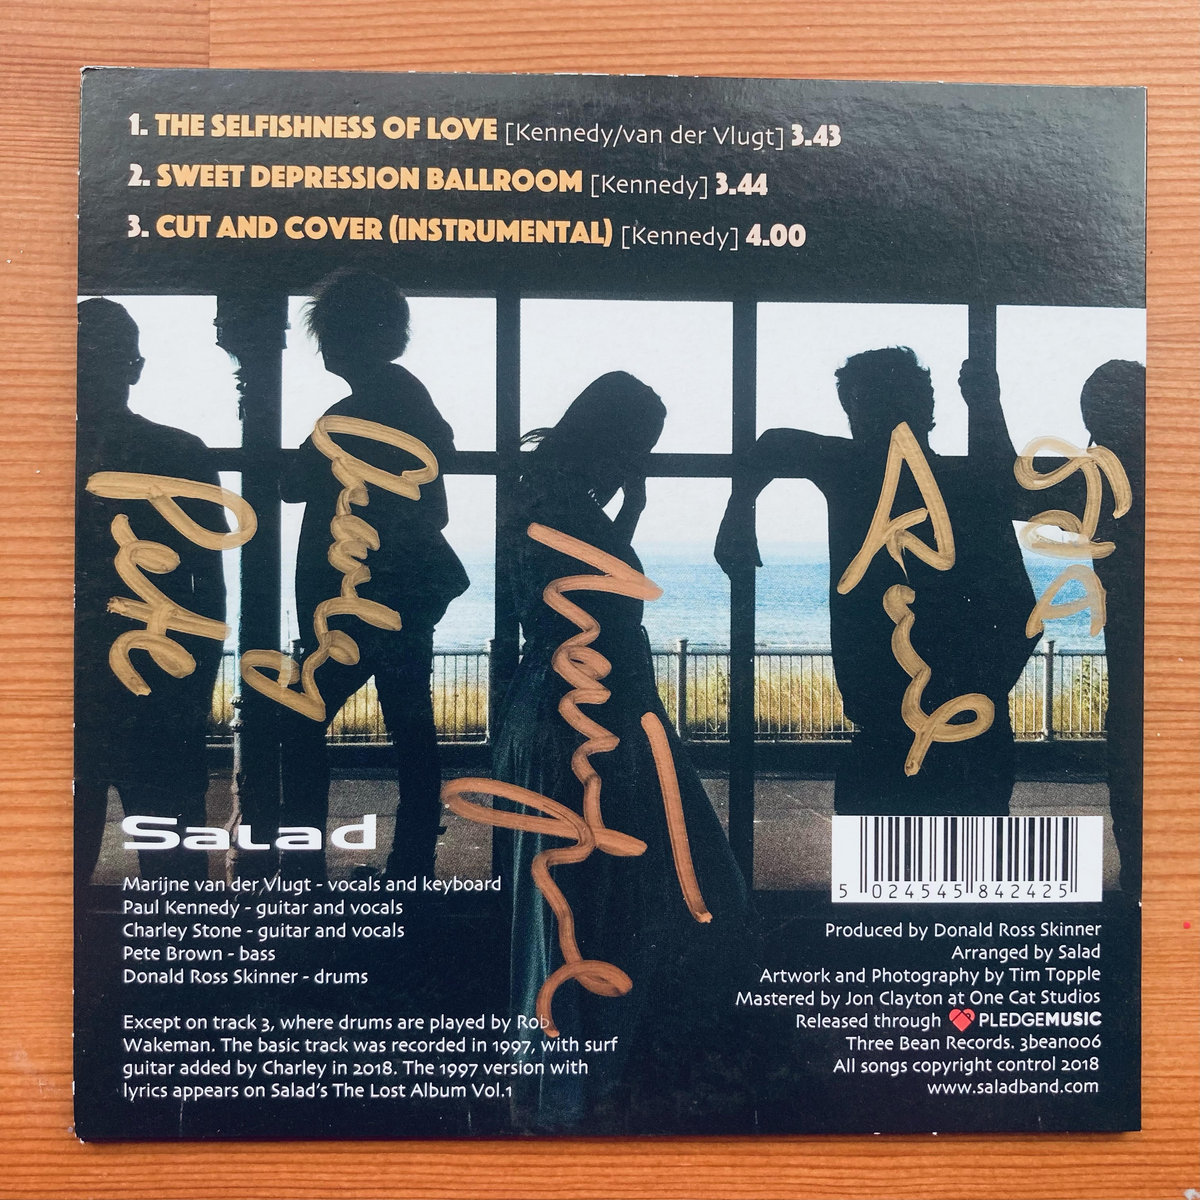 1. THE SELFISHNESS OF LOVE [Kennedy/van der Vlugt] 3.43
2. SWEET DEPRESSION BALLROOM [Kennedy] 3.44
3. CUT AND COVER (INSTRUMENTAL) [Kennedy] 4.00
Pete
Charley
Marijne
Paul
Salad
Marijne van der Vlugt - vocals and keyboard
Paul Kennedy - guitar and vocals
Charley Stone - guitar and vocals
Pete Brown - bass
Donald Ross Skinner - drums
Except on track 3, where drums are played by Rob
Wakeman. The basic track was recorded in 1997, with surf
guitar added by Charley in 2018. The 1997 version with
lyrics appears on Salad's The Lost Album Vol.1
5 024545 842425
Produced by Donald Ross Skinner
Arranged by Salad
Artwork and Photography by Tim Topple
Mastered by Jon Clayton at One Cat Studios
Released through PLEDGEMUSIC
Three Bean Records. 3bean006
All songs copyright control 2018
www.saladband.com